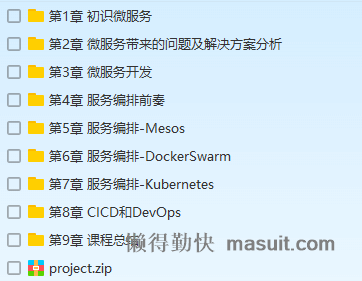 第1章 初识微服务
第2章 微服务带来的问题及解决方案分析
第3章 微服务开发
第4章 服务编排前奏
第5章 服务编排-Mesos
第6章 服务编排-DockerSwarm
第7章 服务编排-Kubernetes
第8章 CICD和DevOps
第9章 课程总结
懒得勤快 masuit.com
project.zip